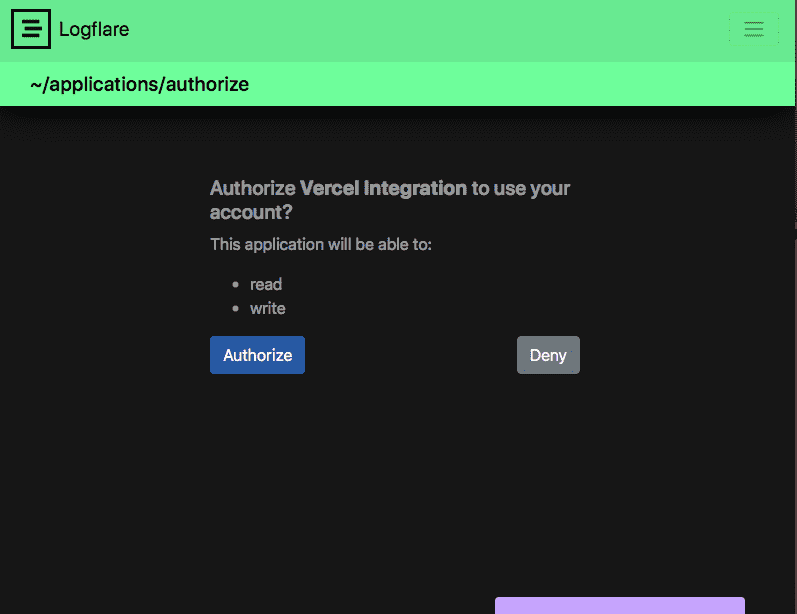 Logflare
~/applications/authorize
Authorize Vercel Integration to use your
account?
This application will be able to:
read
write
Authorize
Deny